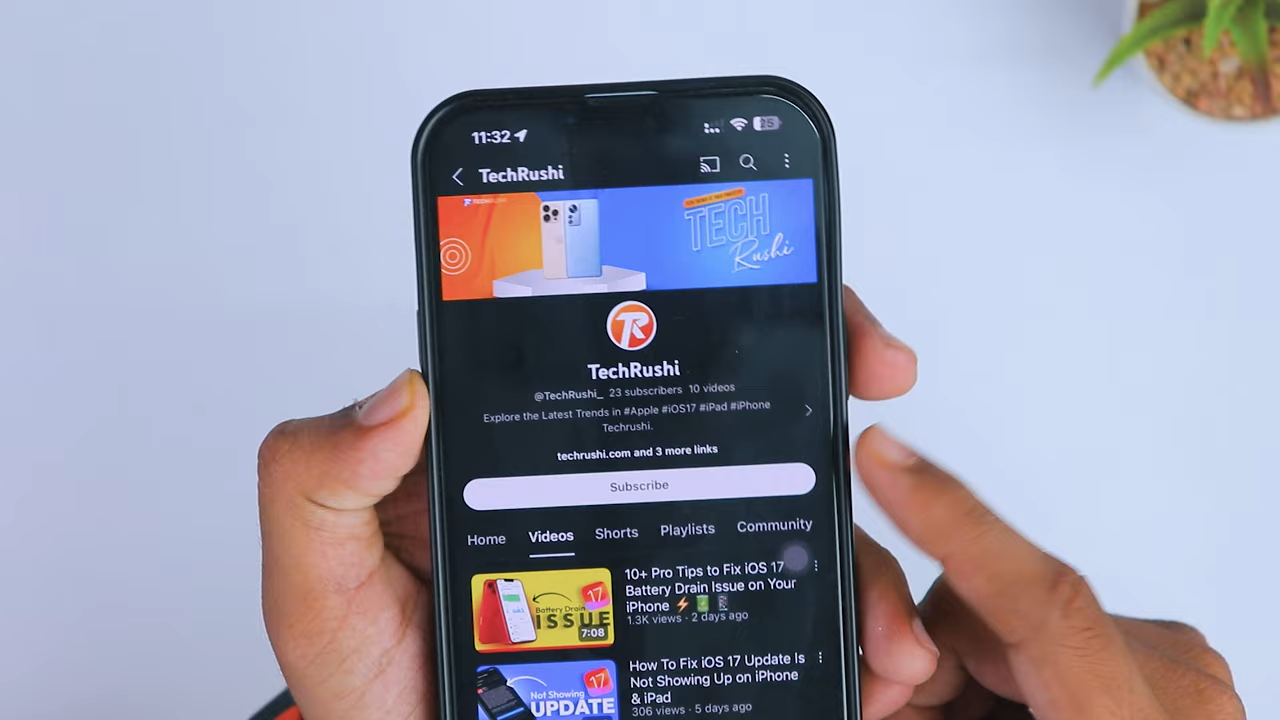 11:32
25
TechRushi
TECH
Rushi
TR
TechRushi
@TechRushi_ 23 subscribers 10 videos
Explore the Latest Trends in #Apple #iOS17 #iPad #iPhone
Techrushi.
techrushi.com and 3 more links
Subscribe
Home Videos Shorts Playlists Community
17
Battery Drain
ISSUE
7:08
10+ Pro Tips to Fix iOS 17
Battery Drain Issue on Your
iPhone ⚡🔋📱
1.3K views · 2 days ago
17
Not Showing
UPDATE
How To Fix iOS 17 Update Is
Not Showing Up on iPhone
& iPad
306 views · 5 days ago